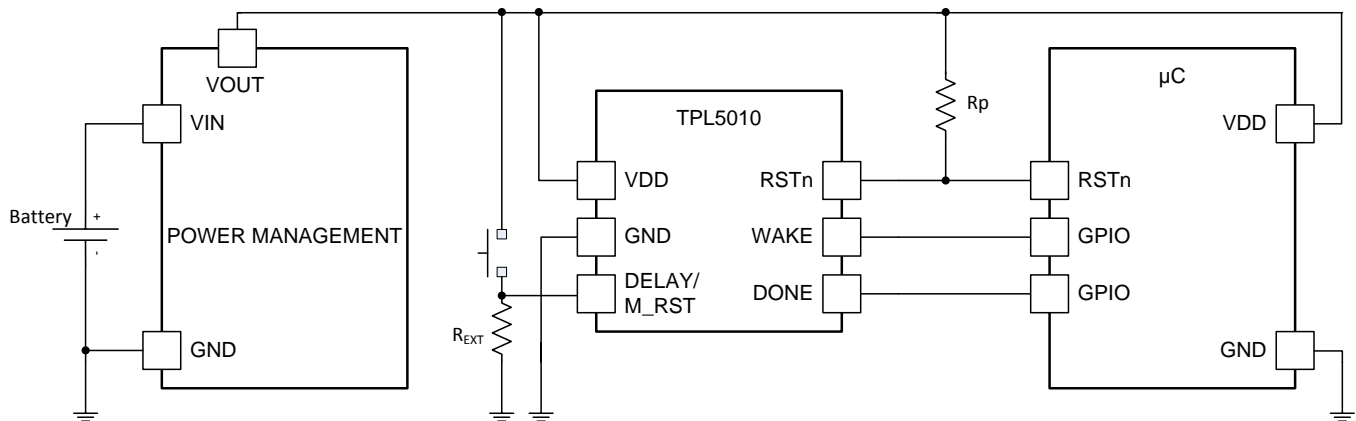 VOUT
VIN
Battery
+
-
POWER MANAGEMENT
GND
TPL5010
VDD
GND
DELAY/
M_RST
RSTn
WAKE
DONE
REXT
Rp
µC
VDD
RSTn
GPIO
GPIO
GND